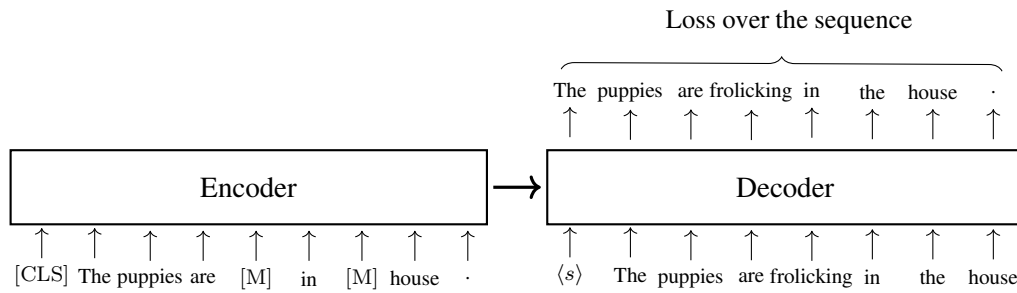 Loss over the sequence
The puppies are frolicking in the house .
Encoder
Decoder
[CLS] The puppies are [M] in [M] house .
⟨s⟩ The puppies are frolicking in the house